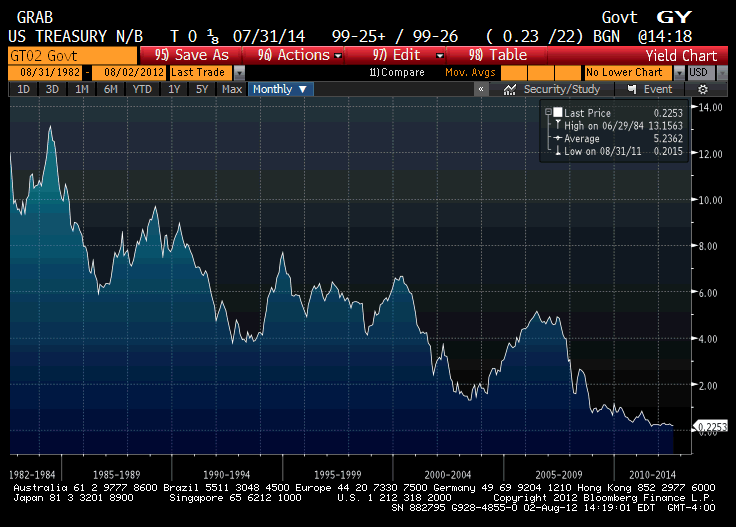 GRAB Govt GY
US TREASURY N/B T 0 ⅛ 07/31/14 99-25+ / 99-26 ( 0.23 /22) BGN @14:18
GT02 Govt 95) Save As 96) Actions 97) Edit 98) Table Yield Chart
08/31/1982 - 08/02/2012 Last Trade 11)Compare Mov. Avgs No Lower Chart USD
1D 3D 1M 6M YTD 1Y 5Y Max Monthly ▼ « Security/Study Event
Last Price 0.2253
High on 06/29/84 13.1563
Average 5.2362
Low on 08/31/11 0.2015
14.00
12.00
10.00
8.00
6.00
4.00
2.00
0.2253
0.00
1982-1984 1985-1989 1990-1994 1995-1999 2000-2004 2005-2009 2010-2014
Australia 61 2 9777 8600 Brazil 5511 3048 4500 Europe 44 20 7330 7500 Germany 49 69 9204 1210 Hong Kong 852 2977 6000
Japan 81 3 3201 8900 Singapore 65 6212 1000 U.S. 1 212 318 2000 Copyright 2012 Bloomberg Finance L.P.
SN 882795 G928-4855-0 02-Aug-12 14:19:01 EDT GMT-4:00